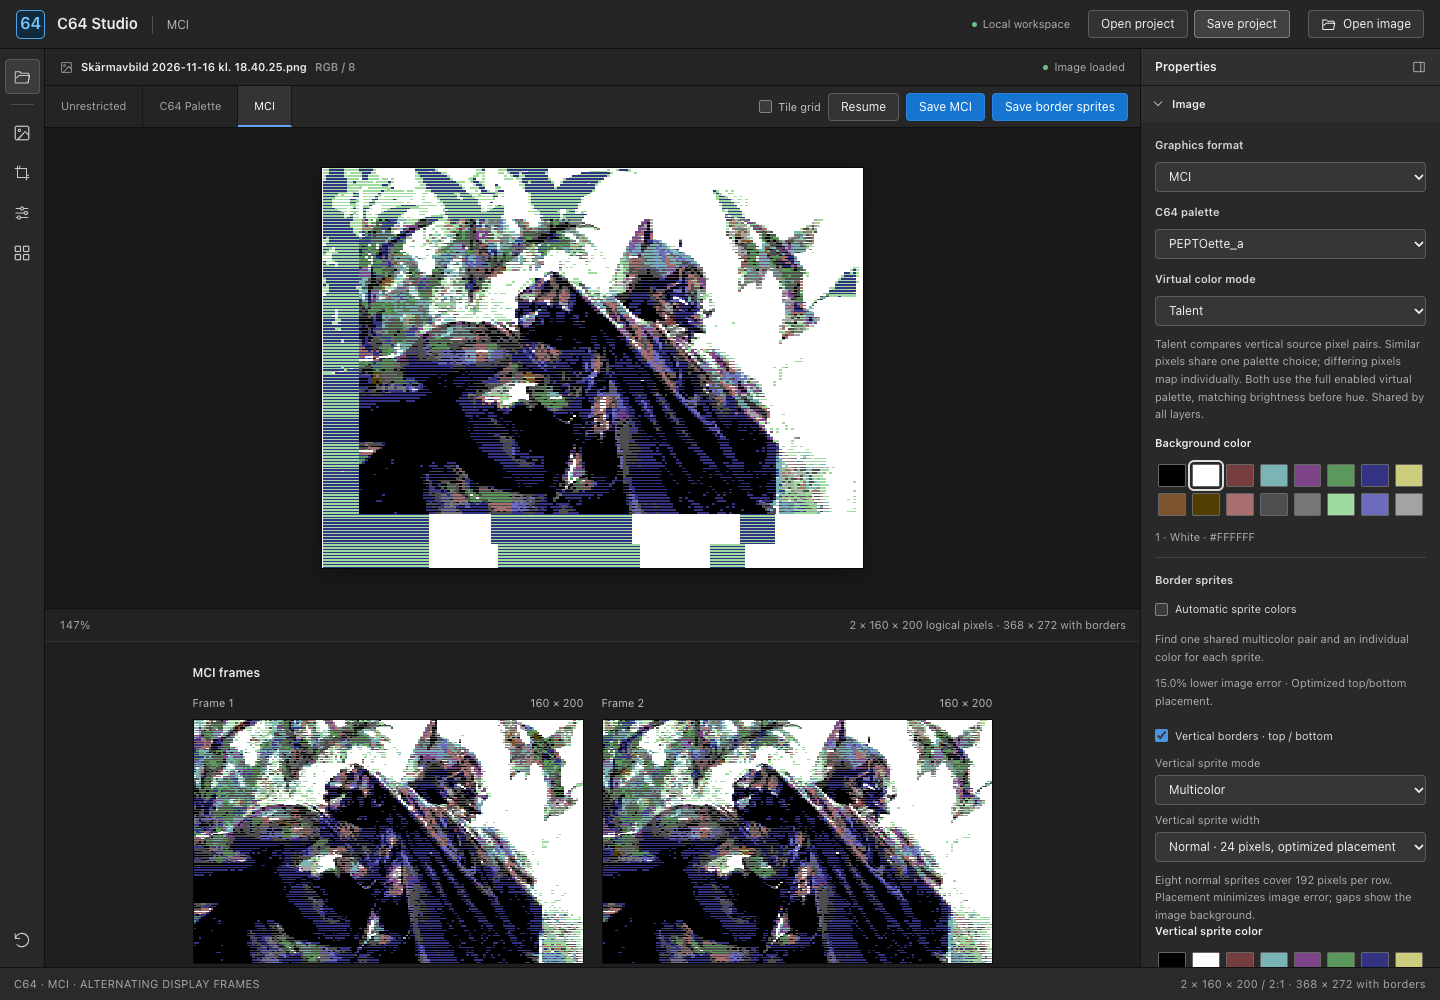 64 C64 Studio MCI Local workspace Open project Save project Open image
Skärmavbild 2026-11-16 kl. 18.40.25.png RGB / 8 Image loaded
Unrestricted C64 Palette MCI Tile grid Resume Save MCI Save border sprites
147% 2 × 160 × 200 logical pixels · 368 × 272 with borders
MCI frames
Frame 1 160 × 200 Frame 2 160 × 200
Properties
Image
Graphics format
MCI
C64 palette
PEPTOette_a
Virtual color mode
Talent
Talent compares vertical source pixel pairs. Similar
pixels share one palette choice; differing pixels
map individually. Both use the full enabled virtual
palette, matching brightness before hue. Shared by
all layers.
Background color
1 · White · #FFFFFF
Border sprites
Automatic sprite colors
Find one shared multicolor pair and an individual
color for each sprite.
15.0% lower image error · Optimized top/bottom
placement.
Vertical borders · top / bottom
Vertical sprite mode
Multicolor
Vertical sprite width
Normal · 24 pixels, optimized placement
Eight normal sprites cover 192 pixels per row.
Placement minimizes image error; gaps show the
image background.
Vertical sprite color
C64 · MCI · ALTERNATING DISPLAY FRAMES 2 × 160 × 200 / 2:1 · 368 × 272 with borders